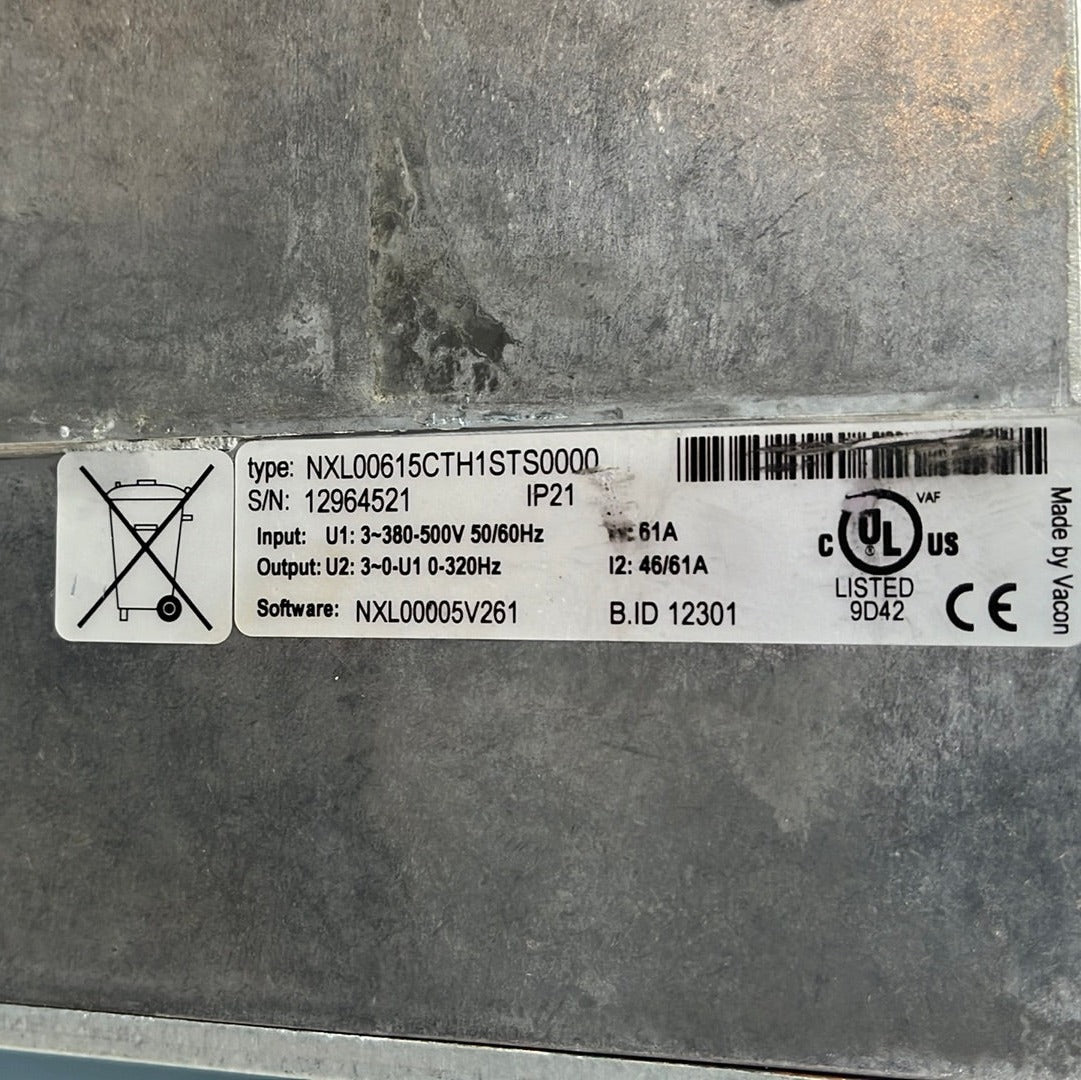 type: NXL00615CTH1STS0000
S/N: 12964521 IP21
Input: U1: 3~380-500V 50/60Hz 61A
Output: U2: 3~0-U1 0-320Hz I2: 46/61A
Software: NXL00005V261 B.ID 12301
VAF
C UL US
LISTED
9D42
CE
Made by Vacon